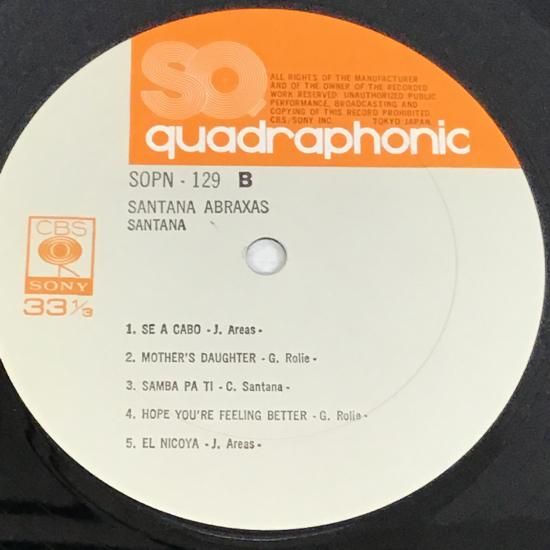 SQ
ALL RIGHTS OF THE MANUFACTURER
AND OF THE OWNER OF THE RECORDED
WORK RESERVED. UNAUTHORIZED PUBLIC
PERFORMANCE, BROADCASTING AND
COPYING OF THIS RECORD PROHIBITED
CBS/SONY INC. TOKYO JAPAN.
quadraphonic
SOPN - 129 B
SANTANA ABRAXAS
SANTANA
CBS
SONY
33 1/3
1. SE A CABO - J. Areas -
2. MOTHER'S DAUGHTER - G. Rolie -
3. SAMBA PA TI - C. Santana -
4. HOPE YOU'RE FEELING BETTER - G. Rolie -
5. EL NICOYA - J. Areas -